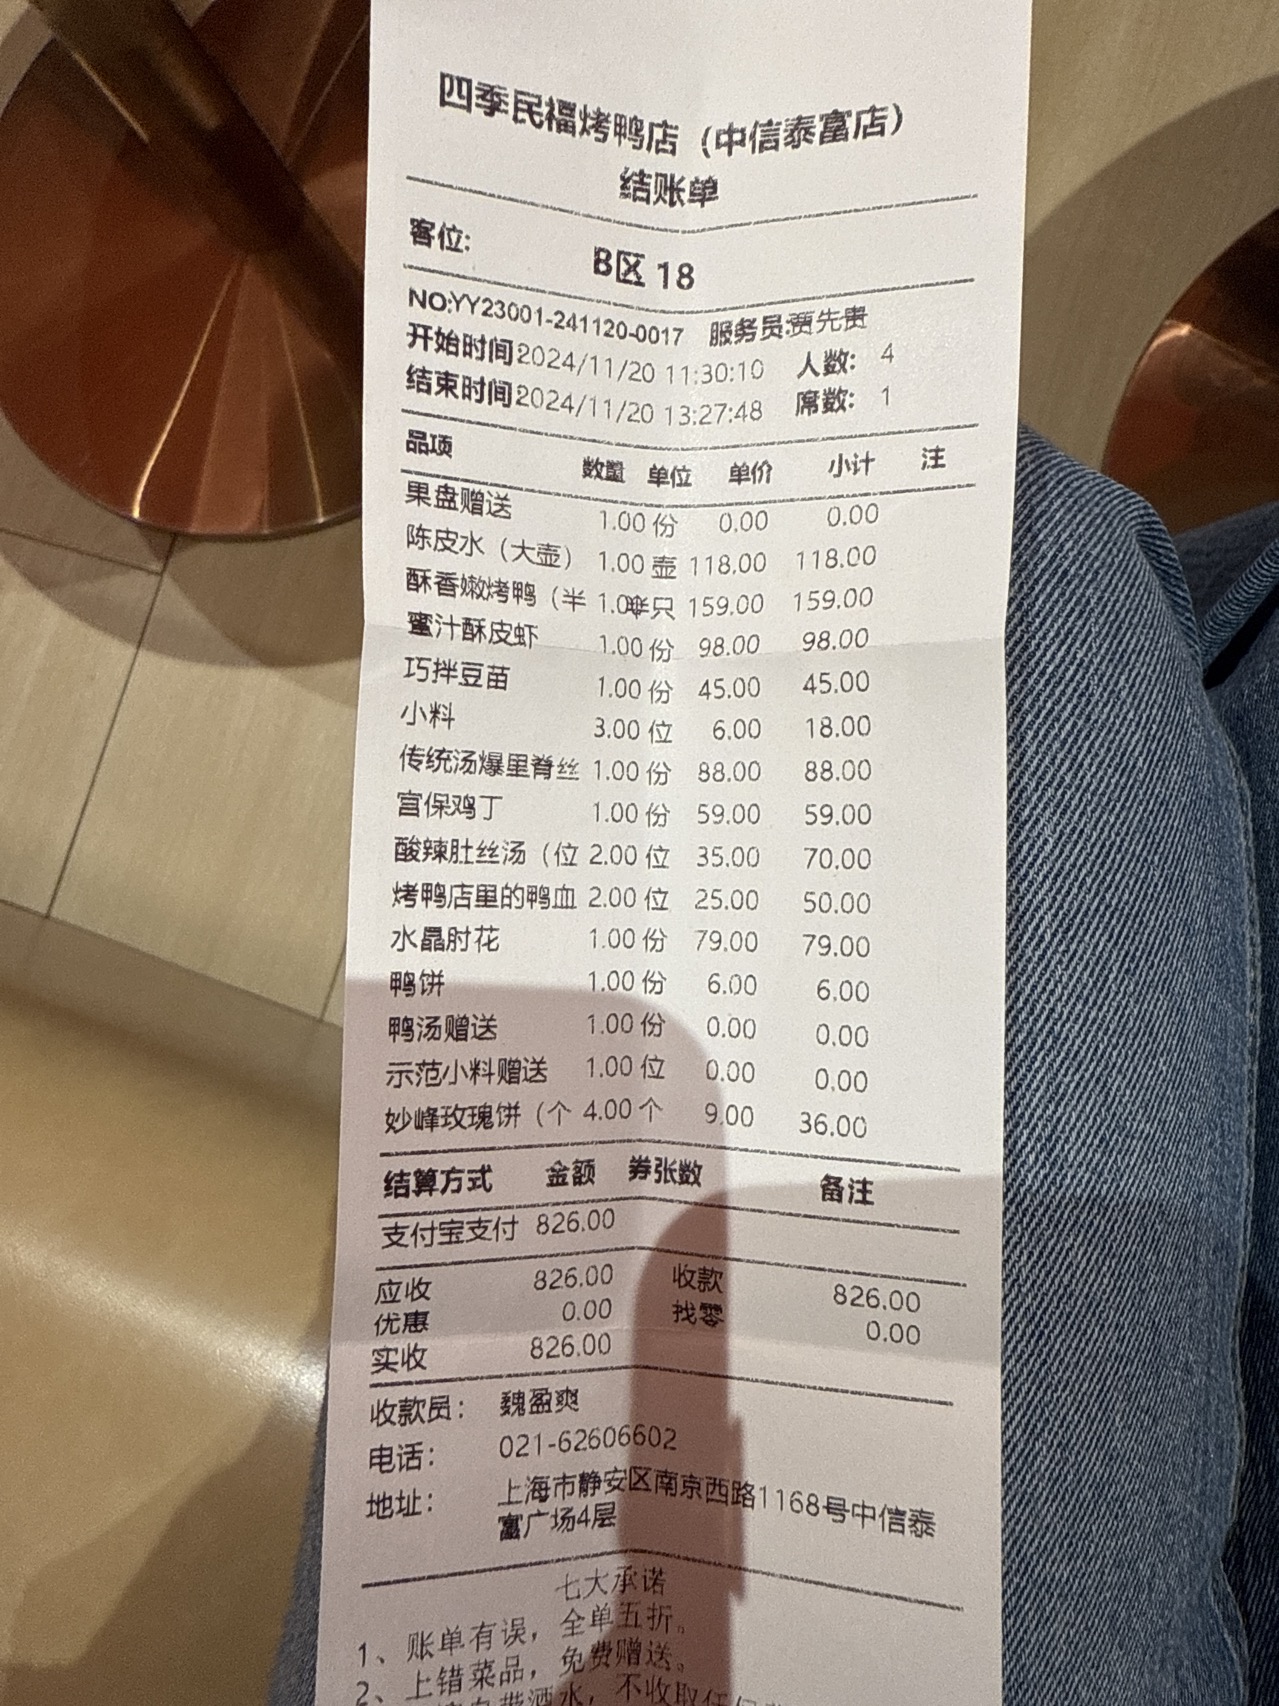 四季民福烤鸭店（中信泰富店）
结账单
客位: B区 18
NO:YY23001-241120-0017 服务员:贾先贵
开始时间2024/11/20 11:30:10 人数: 4
结束时间2024/11/20 13:27:48 席数: 1
品项 数量 单位 单价 小计 注
果盘赠送 1.00 份 0.00 0.00
陈皮水（大壶） 1.00 壶 118.00 118.00
酥香嫩烤鸭（半 1.00半只 159.00 159.00
蜜汁酥皮虾 1.00 份 98.00 98.00
巧拌豆苗 1.00 份 45.00 45.00
小料 3.00 位 6.00 18.00
传统汤爆里脊丝 1.00 份 88.00 88.00
宫保鸡丁 1.00 份 59.00 59.00
酸辣肚丝汤（位 2.00 位 35.00 70.00
烤鸭店里的鸭血 2.00 位 25.00 50.00
水晶肘花 1.00 份 79.00 79.00
鸭饼 1.00 份 6.00 6.00
鸭汤赠送 1.00 份 0.00 0.00
示范小料赠送 1.00 位 0.00 0.00
妙峰玫瑰饼（个 4.00 个 9.00 36.00
结算方式 金额 券张数 备注
支付宝支付 826.00
应收 826.00 收款 826.00
优惠 0.00 找零 0.00
实收 826.00
收款员: 魏盈爽
电话: 021-62606602
地址: 上海市静安区南京西路1168号中信泰
富广场4层
七大承诺
1、账单有误，全单五折。
2、上错菜品，免费赠送。
带酒水，不收取任何